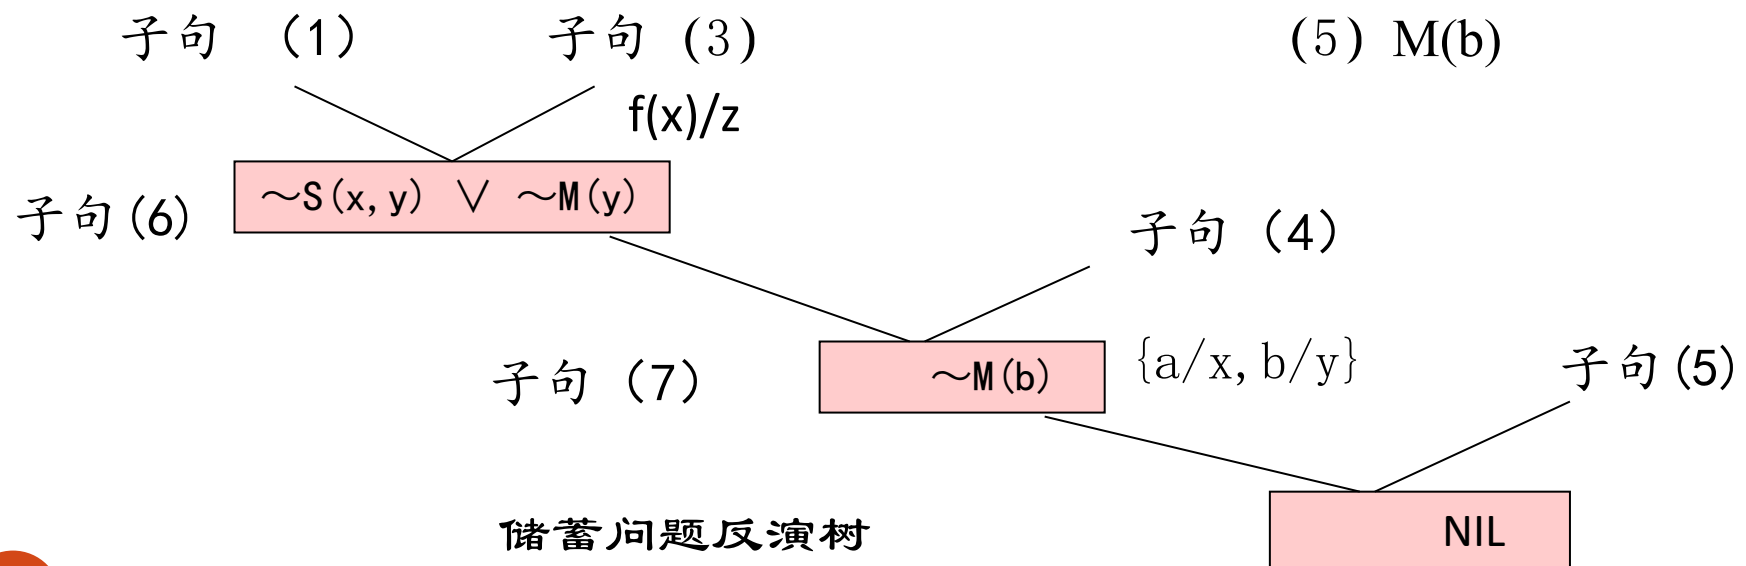 子句 （1） 子句 (3) (5) M(b)
f(x)/z
子句(6) ～S(x,y) ∨ ～M(y)
子句 (4)
子句 (7) ～M(b) {a/x,b/y} 子句(5)
储蓄问题反演树 NIL